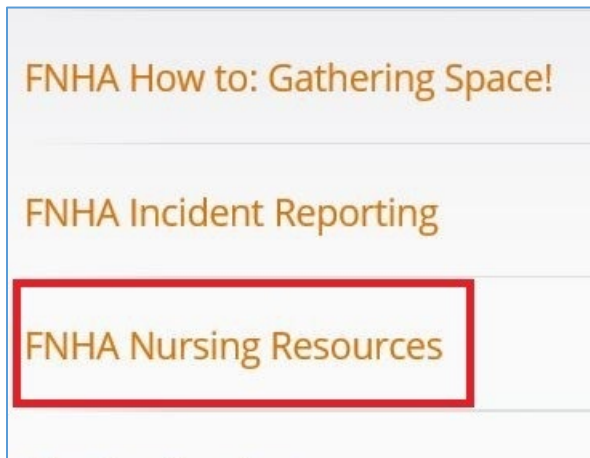 FNHA How to: Gathering Space!
FNHA Incident Reporting
FNHA Nursing Resources